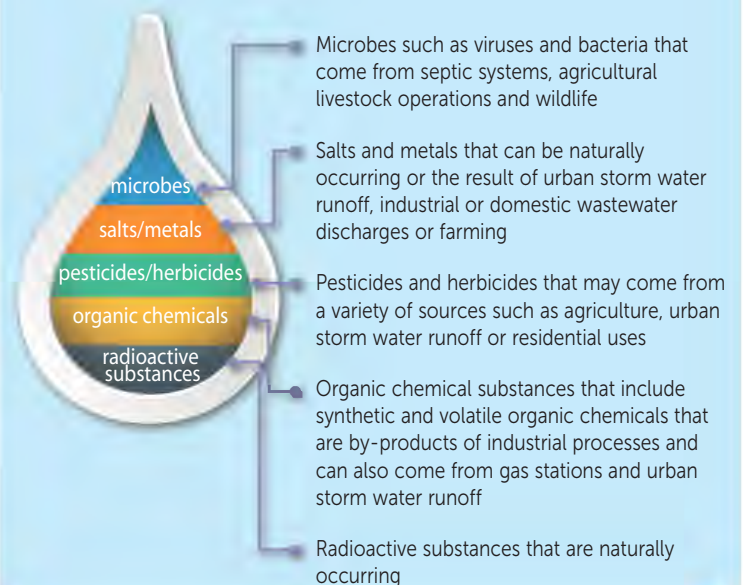 microbes
salts/metals
pesticides/herbicides
organic chemicals
radioactive
substances
Microbes such as viruses and bacteria that
come from septic systems, agricultural
livestock operations and wildlife
Salts and metals that can be naturally
occurring or the result of urban storm water
runoff, industrial or domestic wastewater
discharges or farming
Pesticides and herbicides that may come from
a variety of sources such as agriculture, urban
storm water runoff or residential uses
Organic chemical substances that include
synthetic and volatile organic chemicals that
are by-products of industrial processes and
can also come from gas stations and urban
storm water runoff
Radioactive substances that are naturally
occurring